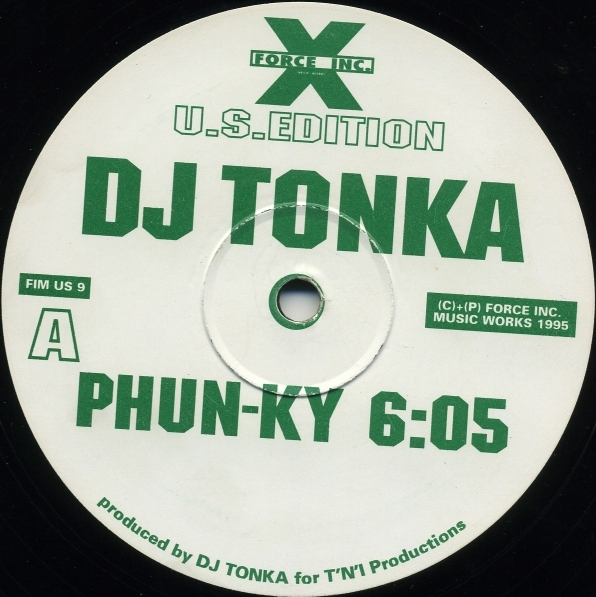 FORCE INC.
U.S.EDITION
DJ TONKA
FIM US 9
(C)+(P) FORCE INC.
MUSIC WORKS 1995
A
PHUN-KY 6:05
produced by DJ TONKA for T'N'I Productions